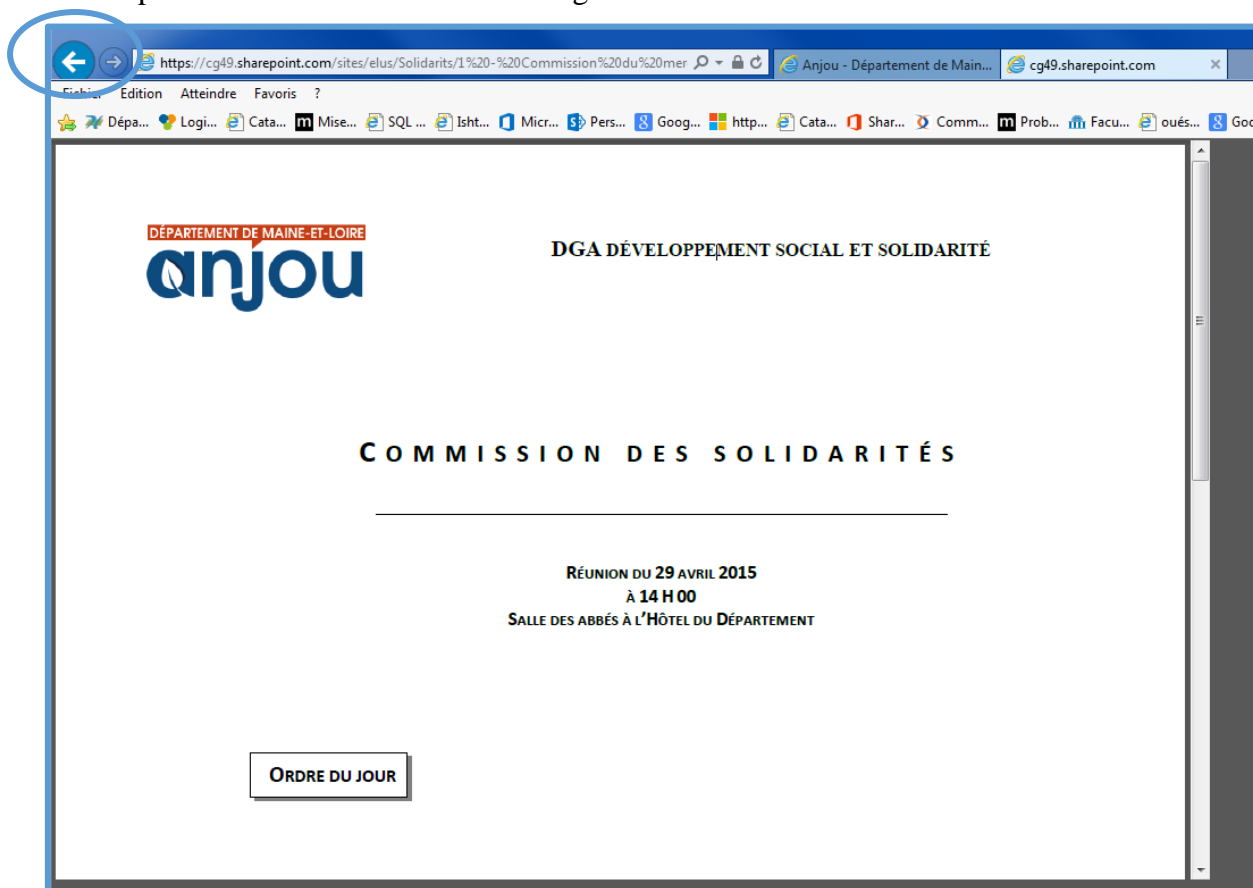 https://cg49.sharepoint.com/sites/elus/Solidarits/1%20-%20Commission%20du%20mer
Anjou - Département de Main...
cg49.sharepoint.com
Fichier Edition Atteindre Favoris ?
Dépa... Logi... Cata... Mise... SQL ... Isht... Micr... Pers... Goog... http... Cata... Shar... Comm... Prob... Facu... oués... Goo
DÉPARTEMENT DE MAINE-ET-LOIRE
anjou
DGA DÉVELOPPEMENT SOCIAL ET SOLIDARITÉ
COMMISSION DES SOLIDARITÉS
RÉUNION DU 29 AVRIL 2015
À 14 H 00
SALLE DES ABBÉS À L'HÔTEL DU DÉPARTEMENT
ORDRE DU JOUR